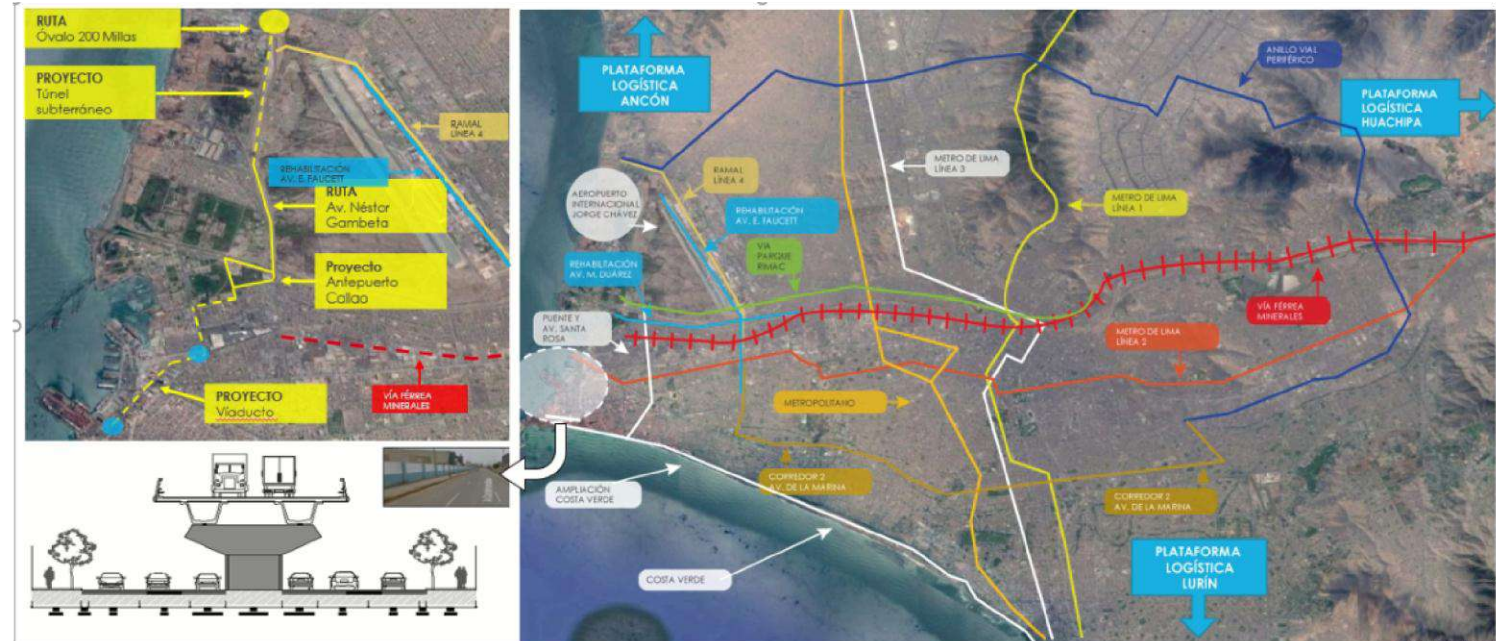 RUTA
Óvalo 200 Millas
PROYECTO
Túnel
subterráneo
RAMAL
LÍNEA 4
REHABILITACIÓN
AV. E. FAUCETT
RUTA
Av. Néstor
Gambeta
Proyecto
Antepuerto
Callao
PROYECTO
Víaducto
VÍA FÉRREA
MINERALES
PLATAFORMA
LOGÍSTICA
ANCÓN
ANILLO VIAL
PERIFÉRICO
PLATAFORMA
LOGÍSTICA
HUACHIPA
METRO DE LIMA
LÍNEA 3
RAMAL
LÍNEA 4
AEROPUERTO
INTERNACIONAL
JORGE CHÁVEZ
METRO DE LIMA
LÍNEA 1
REHABILITACIÓN
AV. E. FAUCETT
VIA
PARQUE
RIMAC
REHABILITACIÓN
AV. M. DUÁREZ
PUENTE Y
AV. SANTA
ROSA
VÍA FÉRREA
MINERALES
METRO DE LIMA
LÍNEA 2
METROPOLITANO
AMPLIACIÓN
COSTA VERDE
CORREDOR 2
AV. DE LA MARINA
CORREDOR 2
AV. DE LA MARINA
COSTA VERDE
PLATAFORMA
LOGÍSTICA
LURÍN